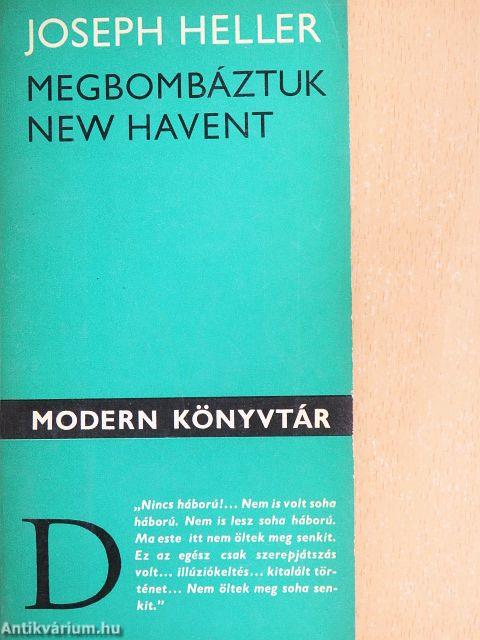 JOSEPH HELLER
MEGBOMBÁZTUK
NEW HAVENT
MODERN KÖNYVTÁR
D
„Nincs háború!... Nem is volt soha
háború. Nem is lesz soha háború.
Ma este itt nem öltek meg senkit.
Ez az egész csak szerepjátszás
volt... illúziókeltés... kitalált tör-
ténet... Nem öltek meg soha sen-
kit.”
Antikvárium.hu